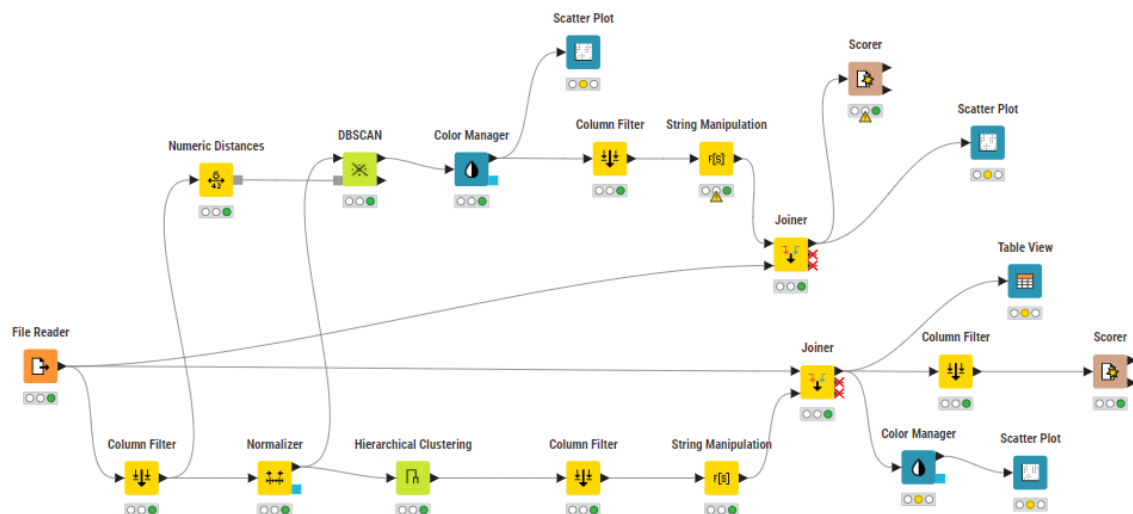 Scatter Plot
Scorer
Scatter Plot
DBSCAN
Color Manager
Column Filter
String Manipulation
Numeric Distances
Joiner
Table View
File Reader
Joiner
Column Filter
Scorer
Column Filter
Normalizer
Hierarchical Clustering
Column Filter
String Manipulation
Color Manager
Scatter Plot